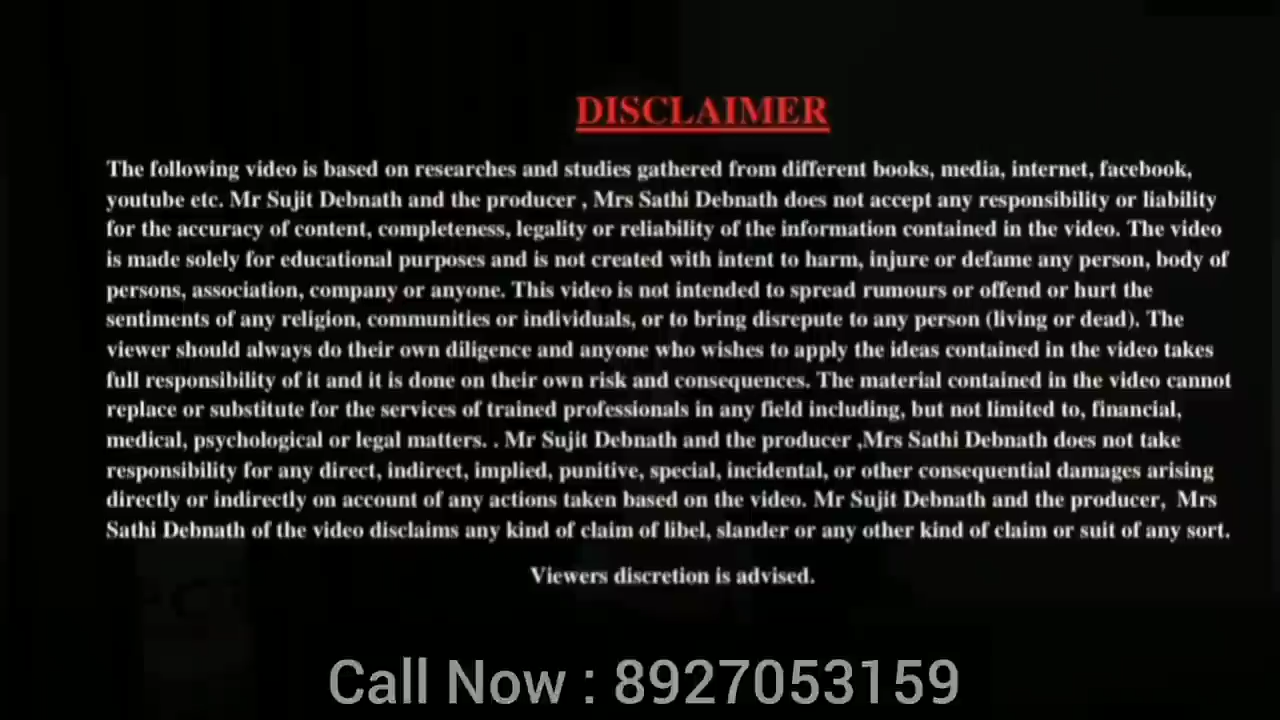 DISCLAIMER
The following video is based on researches and studies gathered from different books, media, internet, facebook,
youtube etc. Mr Sujit Debnath and the producer , Mrs Sathi Debnath does not accept any responsibility or liability
for the accuracy of content, completeness, legality or reliability of the information contained in the video. The video
is made solely for educational purposes and is not created with intent to harm, injure or defame any person, body of
persons, association, company or anyone. This video is not intended to spread rumours or offend or hurt the
sentiments of any religion, communities or individuals, or to bring disrepute to any person (living or dead). The
viewer should always do their own diligence and anyone who wishes to apply the ideas contained in the video takes
full responsibility of it and it is done on their own risk and consequences. The material contained in the video cannot
replace or substitute for the services of trained professionals in any field including, but not limited to, financial,
medical, psychological or legal matters. . Mr Sujit Debnath and the producer ,Mrs Sathi Debnath does not take
responsibility for any direct, indirect, implied, punitive, special, incidental, or other consequential damages arising
directly or indirectly on account of any actions taken based on the video. Mr Sujit Debnath and the producer, Mrs
Sathi Debnath of the video disclaims any kind of claim of libel, slander or any other kind of claim or suit of any sort.
Viewers discretion is advised.
Call Now : 8927053159